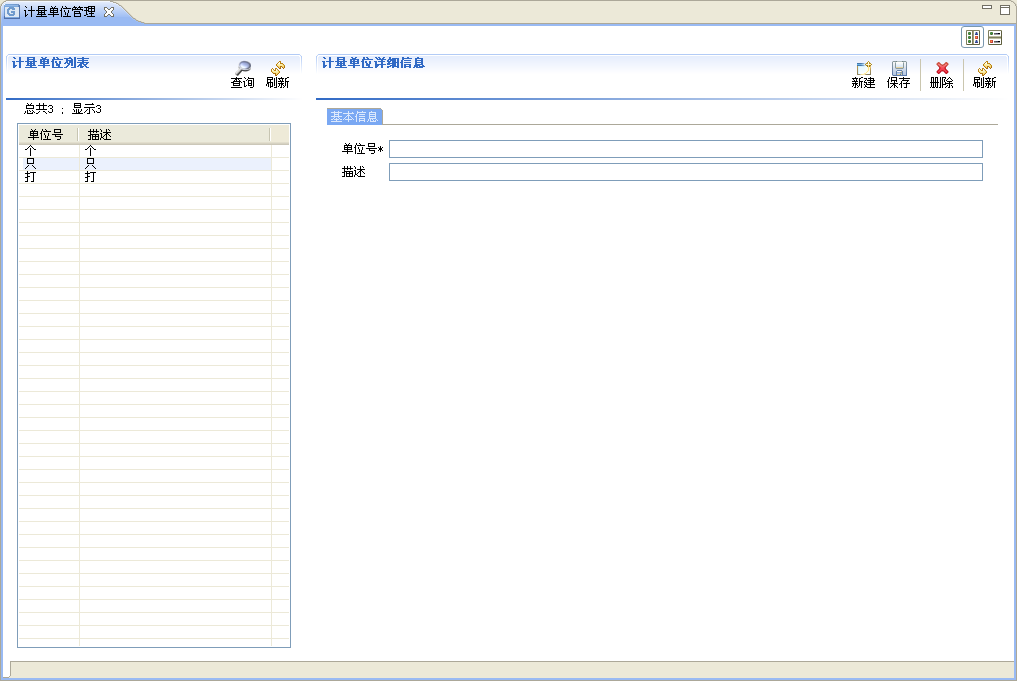 计量单位管理
计量单位列表
查询 刷新
总共3 ; 显示3
单位号 描述
个 个
只 只
打 打
计量单位详细信息
新建 保存 删除 刷新
基本信息
单位号*
描述